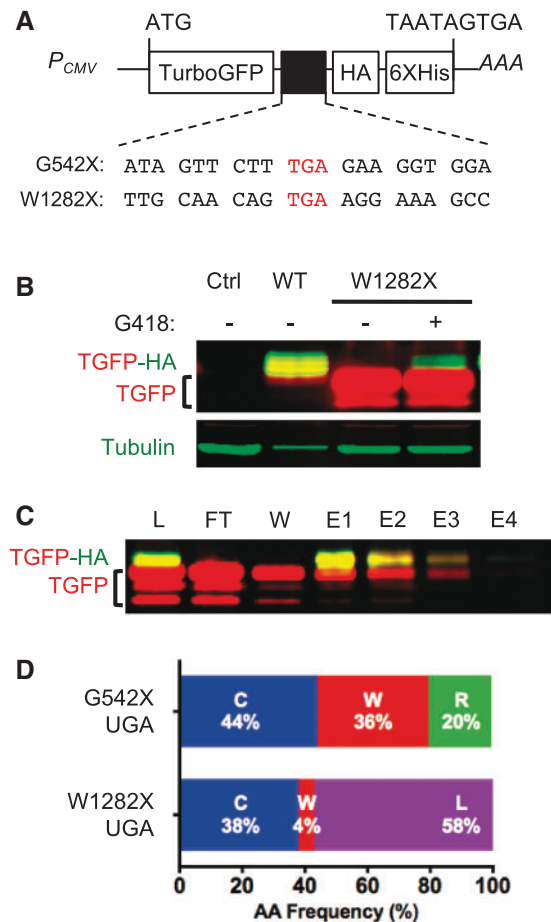 A
ATG TAATAGTGA
PCMV TurboGFP HA 6XHis AAA
G542X: ATA GTT CTT TGA GAA GGT GGA
W1282X: TTG CAA CAG TGA AGG AAA GCC
B
Ctrl WT W1282X
G418: - - - +
TGFP-HA
TGFP
Tubulin
C
L FT W E1 E2 E3 E4
TGFP-HA
TGFP
D
G542X UGA
C 44% W 36% R 20%
W1282X UGA
C 38% W 4% L 58%
0 20 40 60 80 100
AA Frequency (%)